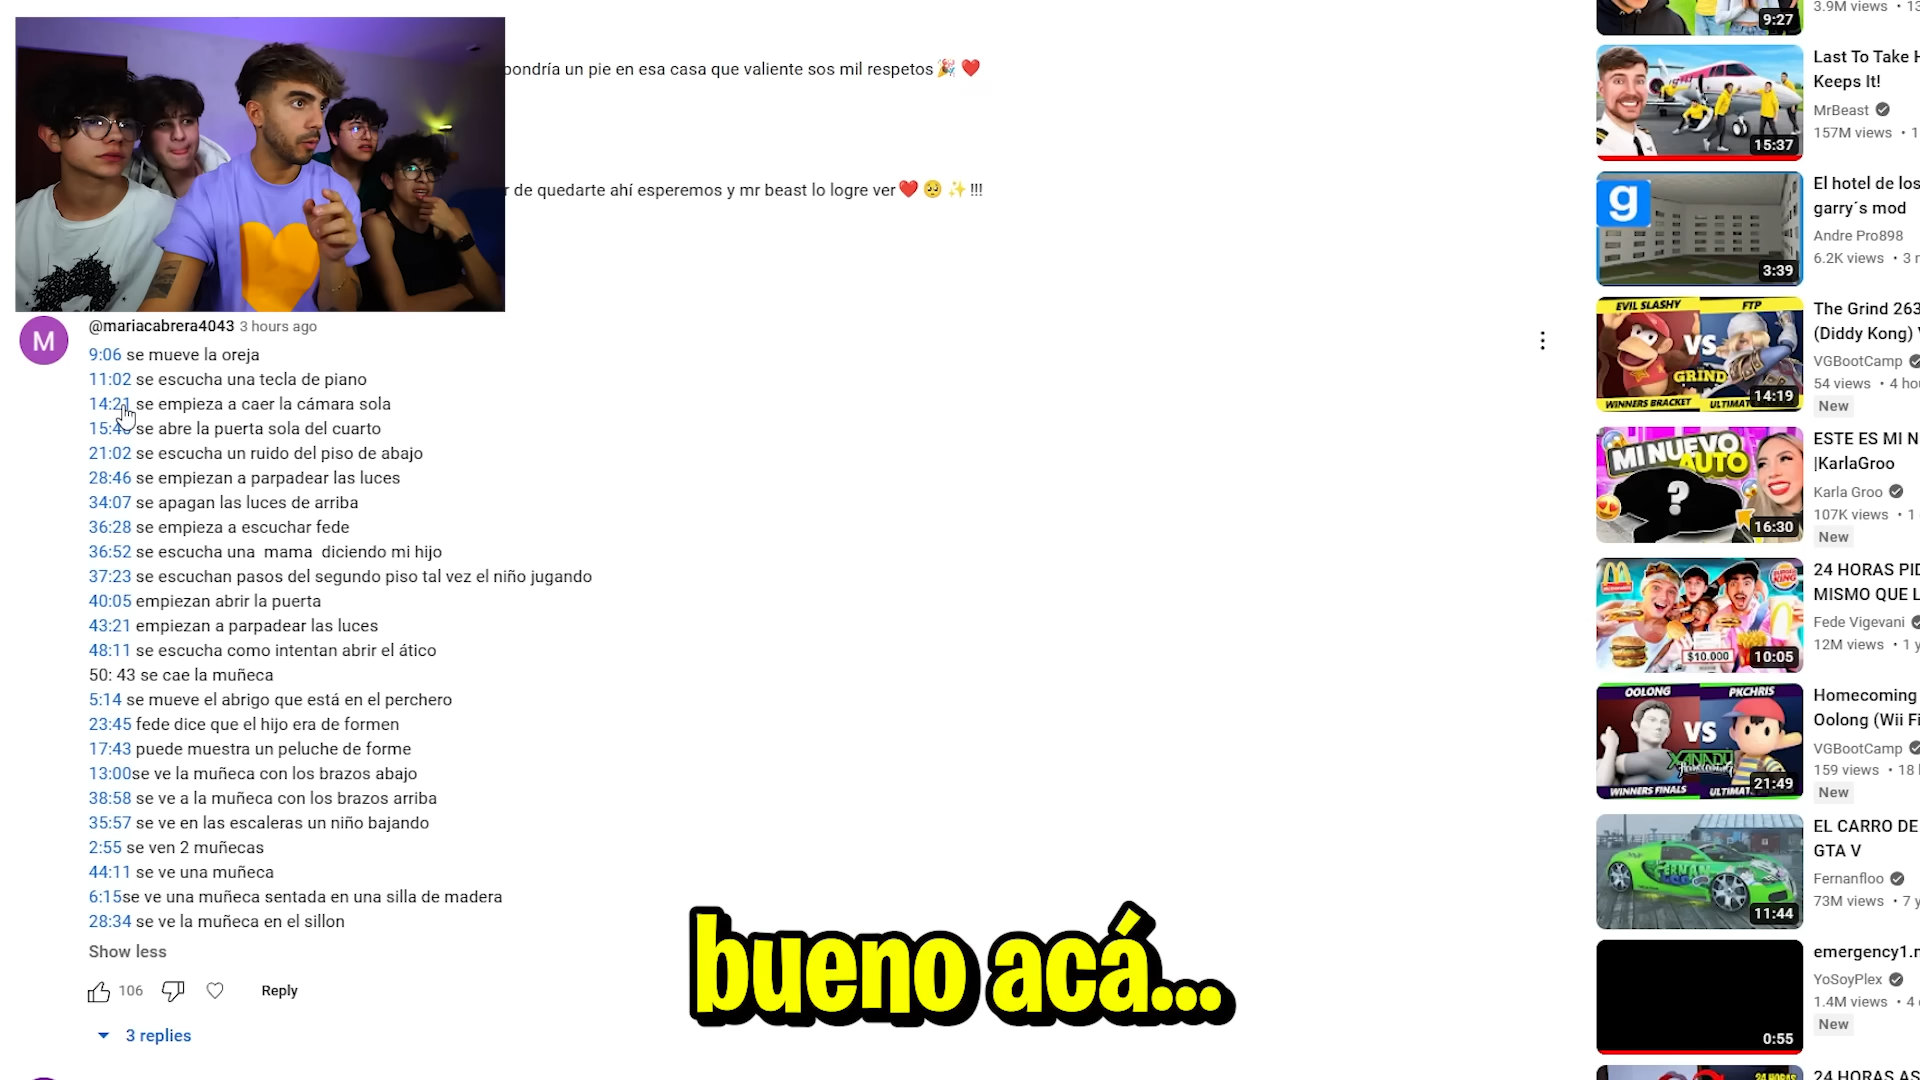 pondría un pie en esa casa que valiente sos mil respetos 🎉 ❤️
de quedarte ahí esperemos y mr beast lo logre ver ❤️ 🥺 ✨ !!!
M
@mariacabrera4043 3 hours ago
9:06 se mueve la oreja
11:02 se escucha una tecla de piano
14:21 se empieza a caer la cámara sola
se abre la puerta sola del cuarto
21:02 se escucha un ruido del piso de abajo
28:46 se empiezan a parpadear las luces
34:07 se apagan las luces de arriba
36:28 se empieza a escuchar fede
36:52 se escucha una  mama  diciendo mi hijo
37:23 se escuchan pasos del segundo piso tal vez el niño jugando
40:05 empiezan abrir la puerta
43:21 empiezan a parpadear las luces
48:11 se escucha como intentan abrir el ático
50: 43 se cae la muñeca
5:14 se mueve el abrigo que está en el perchero
23:45 fede dice que el hijo era de formen
17:43 puede muestra un peluche de forme
13:00se ve la muñeca con los brazos abajo
38:58 se ve a la muñeca con los brazos arriba
35:57 se ve en las escaleras un niño bajando
2:55 se ven 2 muñecas
44:11 se ve una muñeca
6:15se ve una muñeca sentada en una silla de madera
28:34 se ve la muñeca en el sillon
Show less
106
Reply
3 replies
bueno acá...
9:27
3.9M views
15:37
Last To Take
Keeps It!
MrBeast
157M views
g
3:39
El hotel de los
garry´s mod
Andre Pro898
6.2K views
EVIL SLASHY
FTP
VS
THE GRIND
WINNERS BRACKET
14:19
The Grind 263
(Diddy Kong)
VGBootCamp
54 views
New
MI NUEVO
AUTO
?
16:30
ESTE ES MI
|KarlaGroo
Karla Groo
107K views
New
$10.000
10:05
24 HORAS
MISMO QUE
Fede Vigevani
12M views
OOLONG
PKCHRIS
VS
XANADU
WINNERS FINALS
21:49
Homecoming
Oolong (Wii
VGBootCamp
159 views
New
11:44
EL CARRO DE
GTA V
Fernanfloo
73M views
0:55
emergency1.
YoSoyPlex
1.4M views
New
24 HORAS